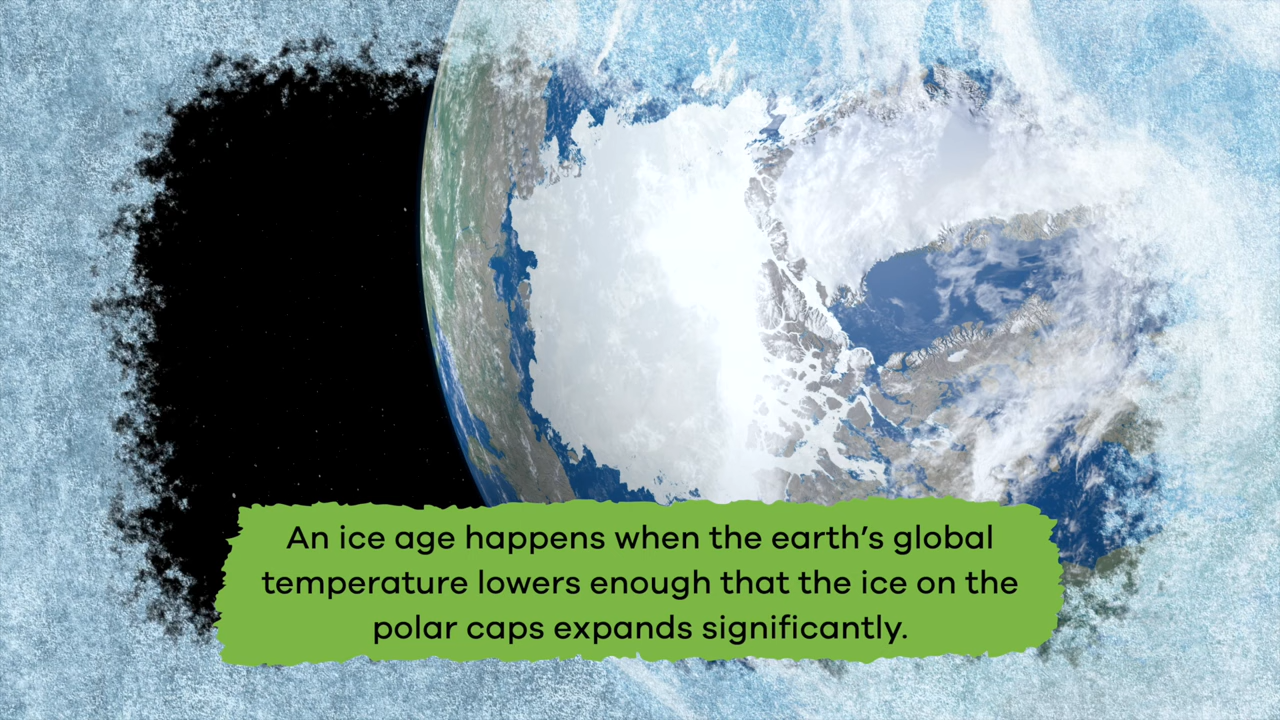 An ice age happens when the earth’s global
temperature lowers enough that the ice on the
polar caps expands significantly.